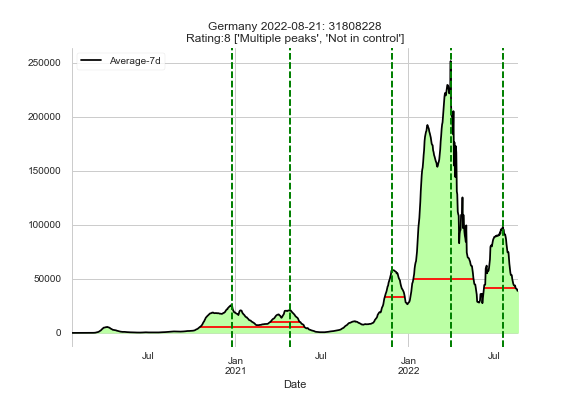 Germany 2022-08-21: 31808228
Rating:8 ['Multiple peaks', 'Not in control']
Average-7d
250000
200000
150000
100000
50000
0
Jul
Jan
2021
Jul
Jan
2022
Jul
Date